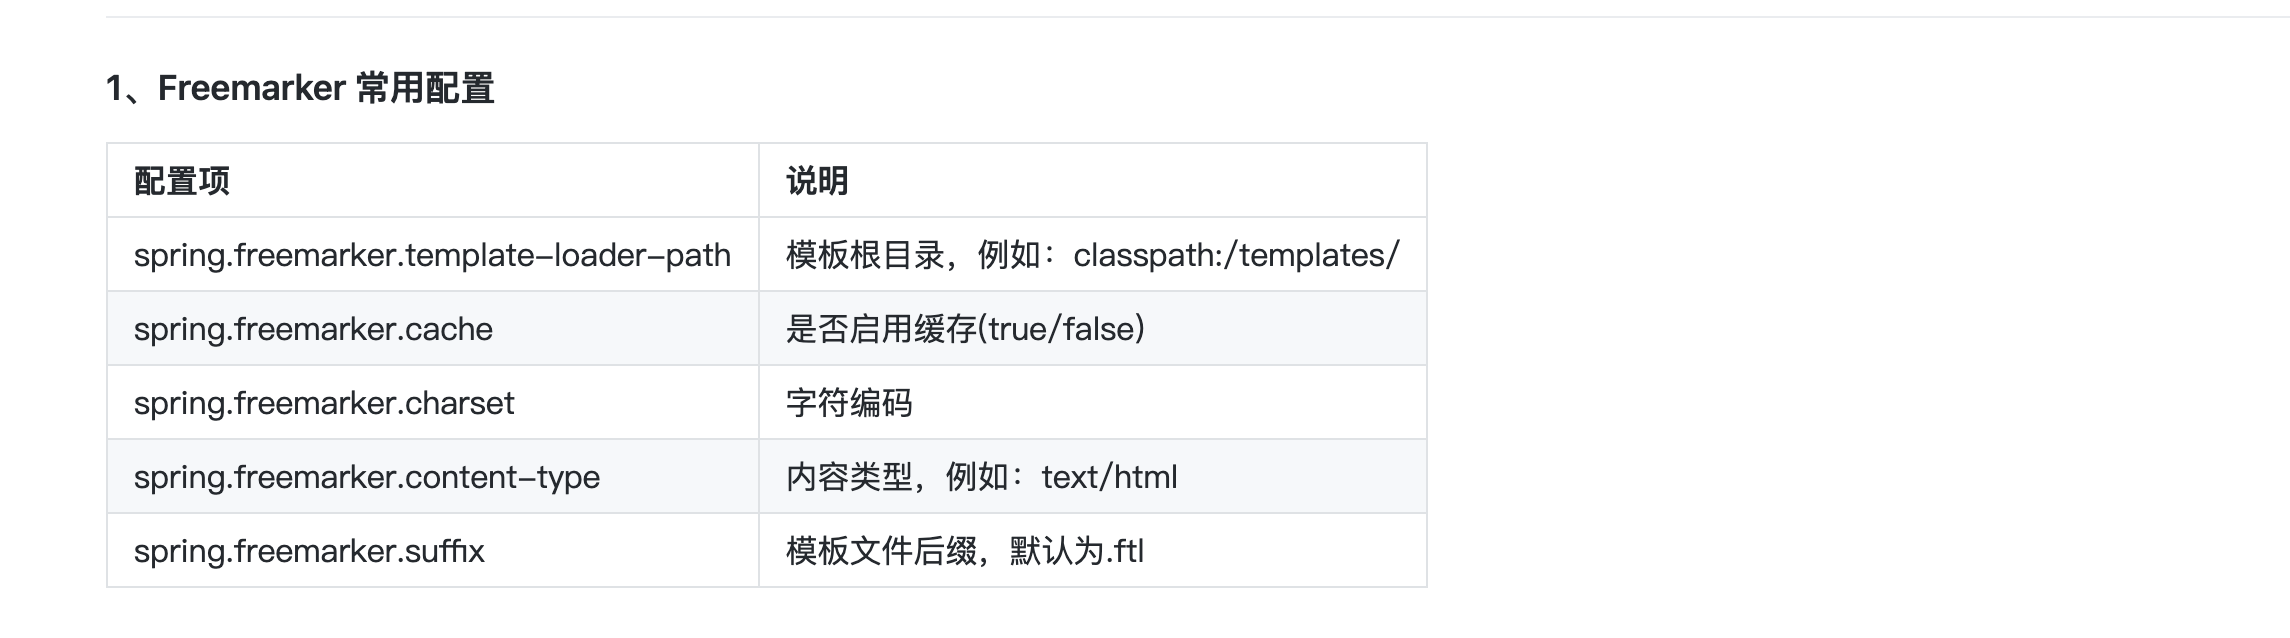 1、Freemarker 常用配置
配置项 说明
spring.freemarker.template-loader-path 模板根目录，例如：classpath:/templates/
spring.freemarker.cache 是否启用缓存(true/false)
spring.freemarker.charset 字符编码
spring.freemarker.content-type 内容类型，例如：text/html
spring.freemarker.suffix 模板文件后缀，默认为.ftl